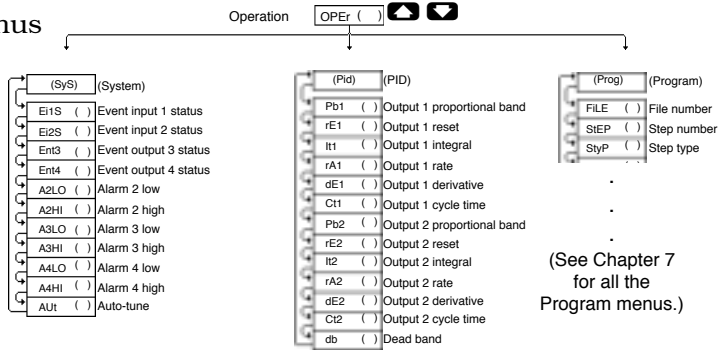 nus
Operation OPEr ( )
(SyS) (System)
Ei1S ( ) Event input 1 status
Ei2S ( ) Event input 2 status
Ent3 ( ) Event output 3 status
Ent4 ( ) Event output 4 status
A2LO ( ) Alarm 2 low
A2HI ( ) Alarm 2 high
A3LO ( ) Alarm 3 low
A3HI ( ) Alarm 3 high
A4LO ( ) Alarm 4 low
A4HI ( ) Alarm 4 high
AUt ( ) Auto-tune
(Pid) (PID)
Pb1 ( ) Output 1 proportional band
rE1 ( ) Output 1 reset
It1 ( ) Output 1 integral
rA1 ( ) Output 1 rate
dE1 ( ) Output 1 derivative
Ct1 ( ) Output 1 cycle time
Pb2 ( ) Output 2 proportional band
rE2 ( ) Output 2 reset
It2 ( ) Output 2 integral
rA2 ( ) Output 2 rate
dE2 ( ) Output 2 derivative
Ct2 ( ) Output 2 cycle time
db ( ) Dead band
(Prog) (Program)
FiLE ( ) File number
StEP ( ) Step number
StyP ( ) Step type
.
.
.
(See Chapter 7
for all the
Program menus.)